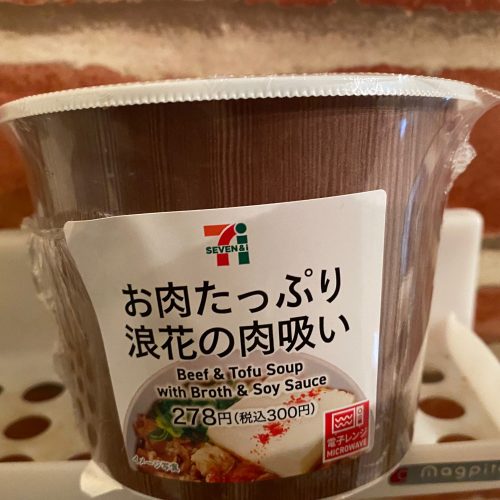 SEVEN&i
お肉たっぷり
浪花の肉吸い
Beef & Tofu Soup
with Broth & Soy Sauce
278円(税込300円)
イメージ写真
電子レンジ
MICROWAVE
magpit